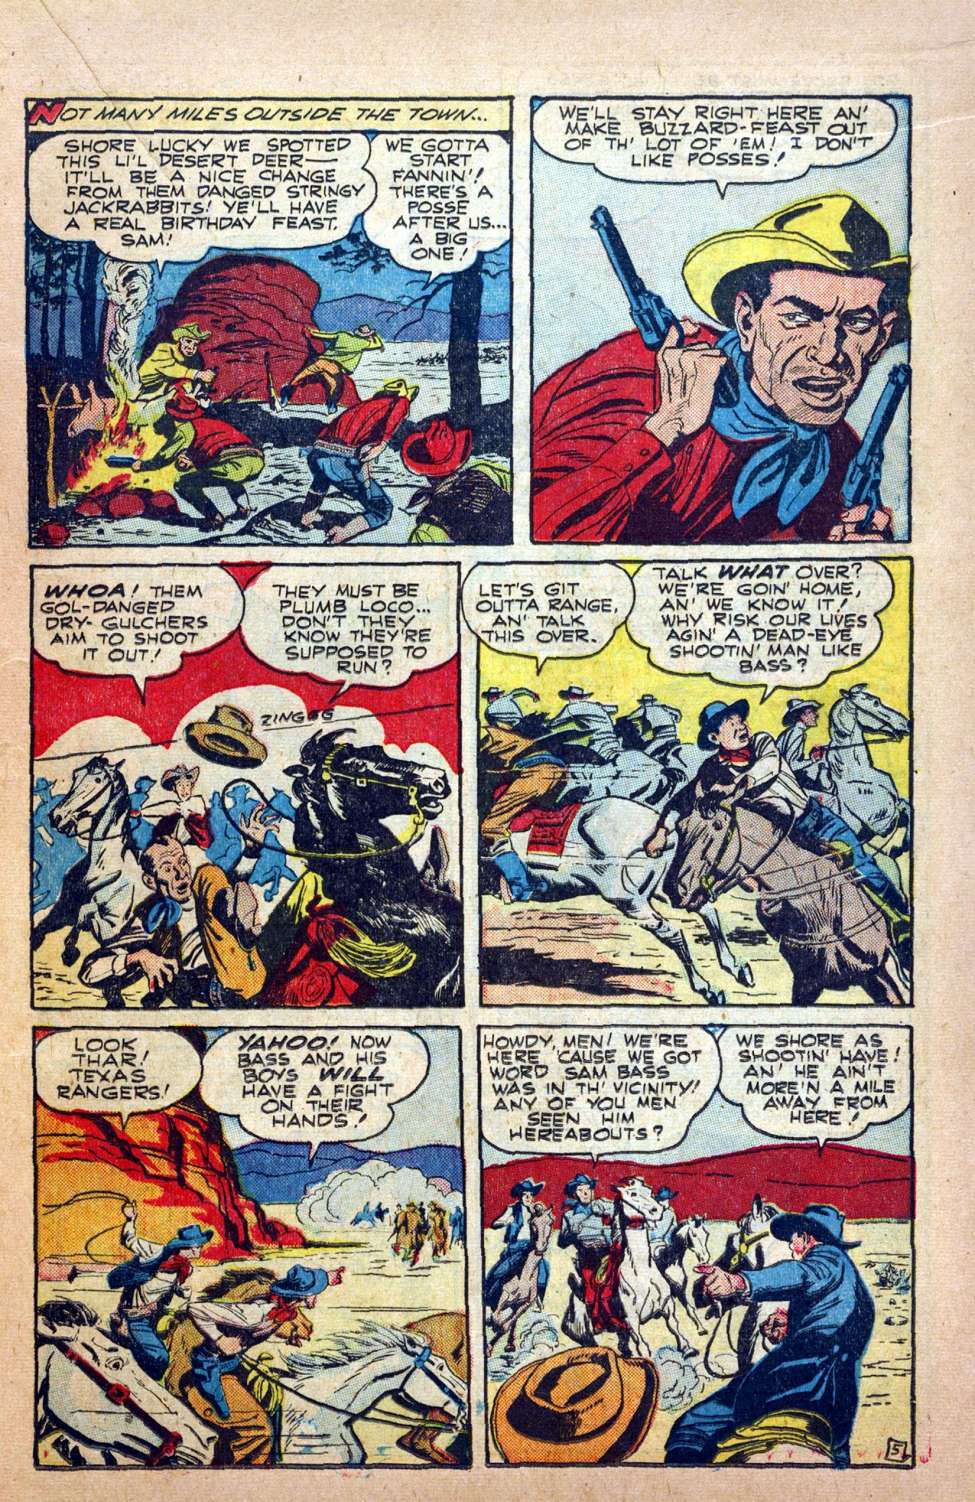 NOT MANY MILES OUTSIDE THE TOWN...
SHORE LUCKY WE SPOTTED
THIS LI'L DESERT DEER—
IT'LL BE A NICE CHANGE
FROM THEM DANGED STRINGY
JACKRABBITS! YE'LL HAVE
A REAL BIRTHDAY FEAST,
SAM!
WE GOTTA
START
FANNIN'!
THERE'S A
POSSE
AFTER US...
A BIG
ONE!
WE'LL STAY RIGHT HERE AN'
MAKE BUZZARD-FEAST OUT
OF TH' LOT OF 'EM! I DON'T
LIKE POSSES!
WHOA! THEM
GOL-DANGED
DRY-GULCHERS
AIM TO SHOOT
IT OUT!
THEY MUST BE
PLUMB LOCO...
DON'T THEY
KNOW THEY'RE
SUPPOSED TO
RUN?
ZINGGG
LET'S GIT
OUTTA RANGE,
AN' TALK
THIS OVER.
TALK WHAT OVER?
WE'RE GOIN' HOME,
AN' WE KNOW IT!
WHY RISK OUR LIVES
AGIN' A DEAD-EYE
SHOOTIN' MAN LIKE
BASS?
LOOK
THAR!
TEXAS
RANGERS!
YAHOO! NOW
BASS AND HIS
BOYS WILL
HAVE A FIGHT
ON THEIR
HANDS!
HOWDY, MEN! WE'RE
HERE 'CAUSE WE GOT
WORD SAM BASS
WAS IN TH' VICINITY!
ANY OF YOU MEN
SEEN HIM
HEREABOUTS?
WE SHORE AS
SHOOTIN' HAVE!
AN' HE AIN'T
MORE'N A MILE
AWAY FROM
HERE!
5